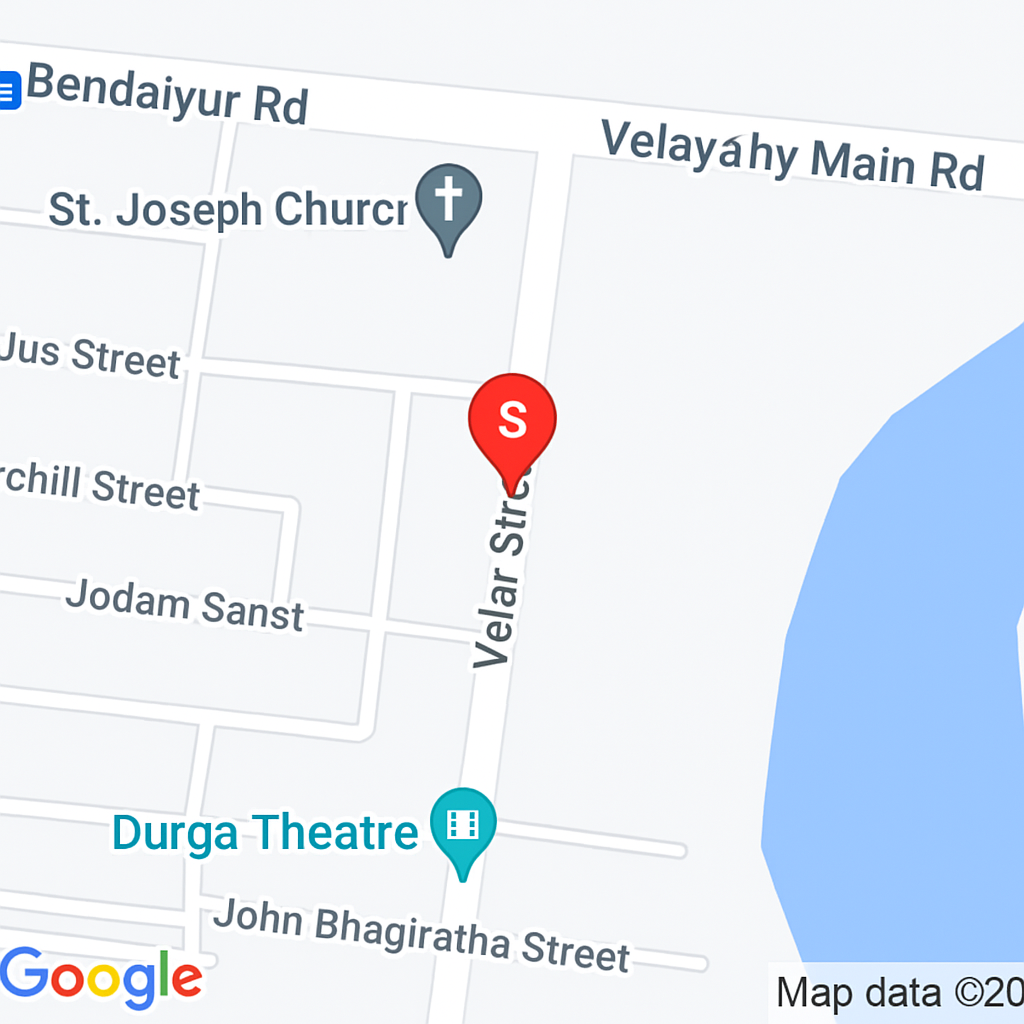 Bendaiyur Rd
Velayahy Main Rd
St. Joseph Church
Jus Street
S
rchill Street
Velar Street
Jodam Sanst
Durga Theatre
John Bhagiratha Street
Google
Map data ©20